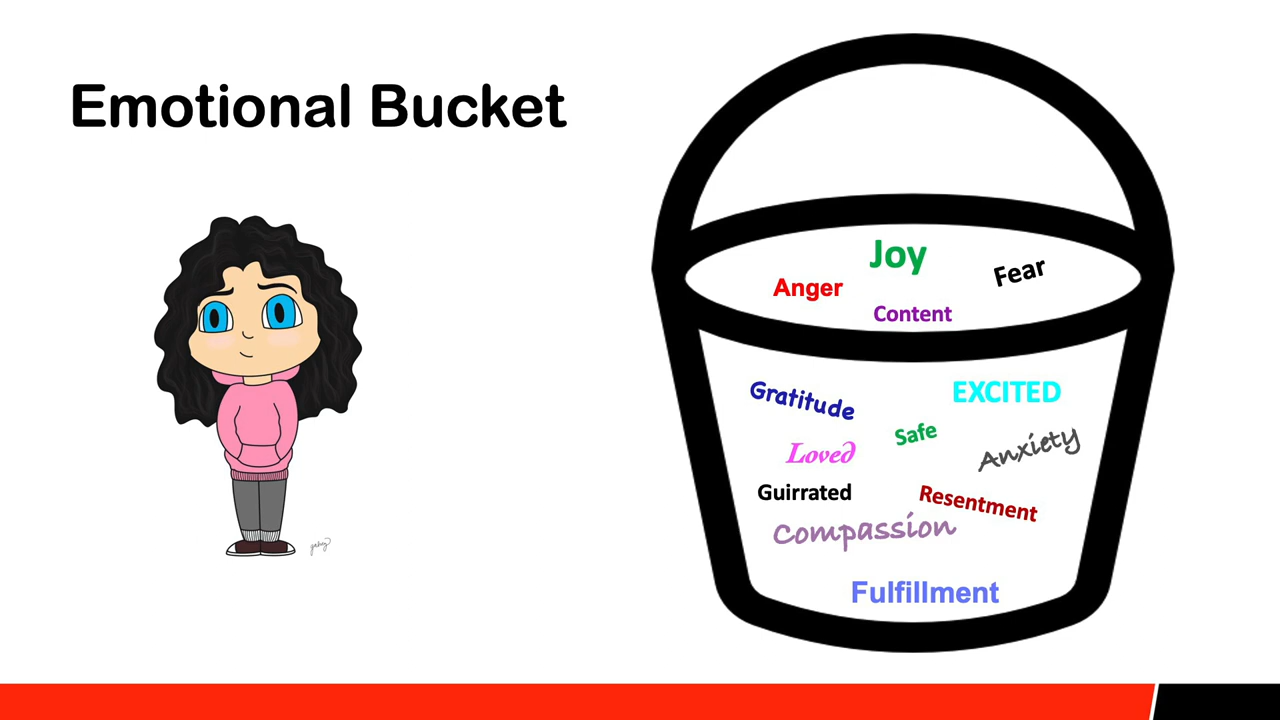 Emotional Bucket
Joy
Fear
Anger
Content
Gratitude
EXCITED
Safe
Anxiety
Loved
Guirrated
Resentment
Compassion
Fulfillment